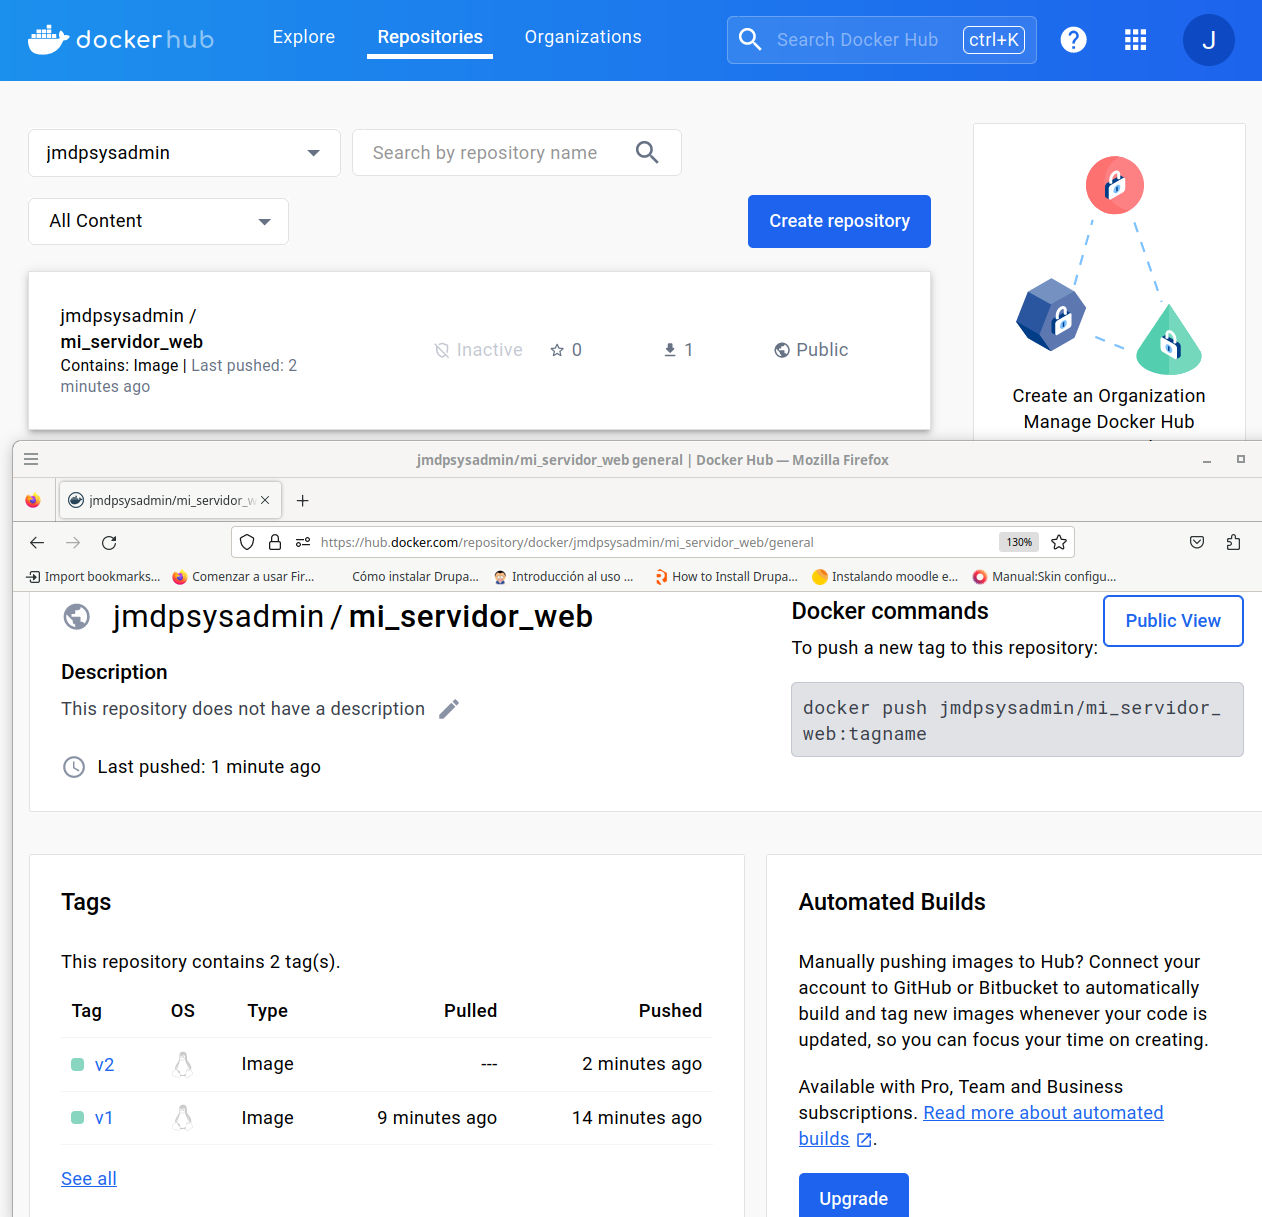 docker hub
Explore
Repositories
Organizations
Search Docker Hub
ctrl+K
?
J
jmdpsysadmin
Search by repository name
All Content
Create repository
jmdpsysadmin /
mi_servidor_web
Contains: Image | Last pushed: 2
minutes ago
Inactive
0
1
Public
Create an Organization
Manage Docker Hub
jmdpsysadmin/mi_servidor_web general | Docker Hub — Mozilla Firefox
jmdpsysadmin/mi_servidor_w
https://hub.docker.com/repository/docker/jmdpsysadmin/mi_servidor_web/general
130%
Import bookmarks...
Comenzar a usar Fir...
Cómo instalar Drupa...
Introducción al uso ...
How to Install Drupa...
Instalando moodle e...
Manual:Skin configu...
jmdpsysadmin / mi_servidor_web
Description
This repository does not have a description
Last pushed: 1 minute ago
Docker commands
To push a new tag to this repository:
Public View
docker push jmdpsysadmin/mi_servidor_
web:tagname
Tags
This repository contains 2 tag(s).
Tag OS Type Pulled Pushed
v2 Image --- 2 minutes ago
v1 Image 9 minutes ago 14 minutes ago
See all
Automated Builds
Manually pushing images to Hub? Connect your
account to GitHub or Bitbucket to automatically
build and tag new images whenever your code is
updated, so you can focus your time on creating.
Available with Pro, Team and Business
subscriptions. Read more about automated
builds .
Upgrade